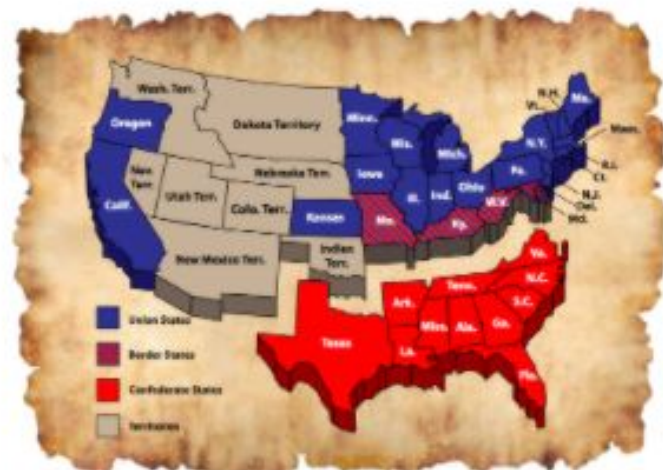 Wash. Terr.
Oregon
Dakota Territory
Minn.
Wis.
Mich.
N.H.
Vt.
Me.
N.Y.
Mass.
R.I.
Ct.
N.J.
Del.
Md.
Pa.
Nev. Terr.
Utah Terr.
Nebraska Terr.
Iowa
Colo. Terr.
Ill.
Ind.
Ohio
Calif.
Kansas
Mo.
Ky.
W.V.
New Mexico Terr.
Indian Terr.
Va.
Tenn.
N.C.
Ark.
S.C.
Texas
La.
Miss.
Ala.
Ga.
Fla.
Union States
Border States
Confederate States
Territories